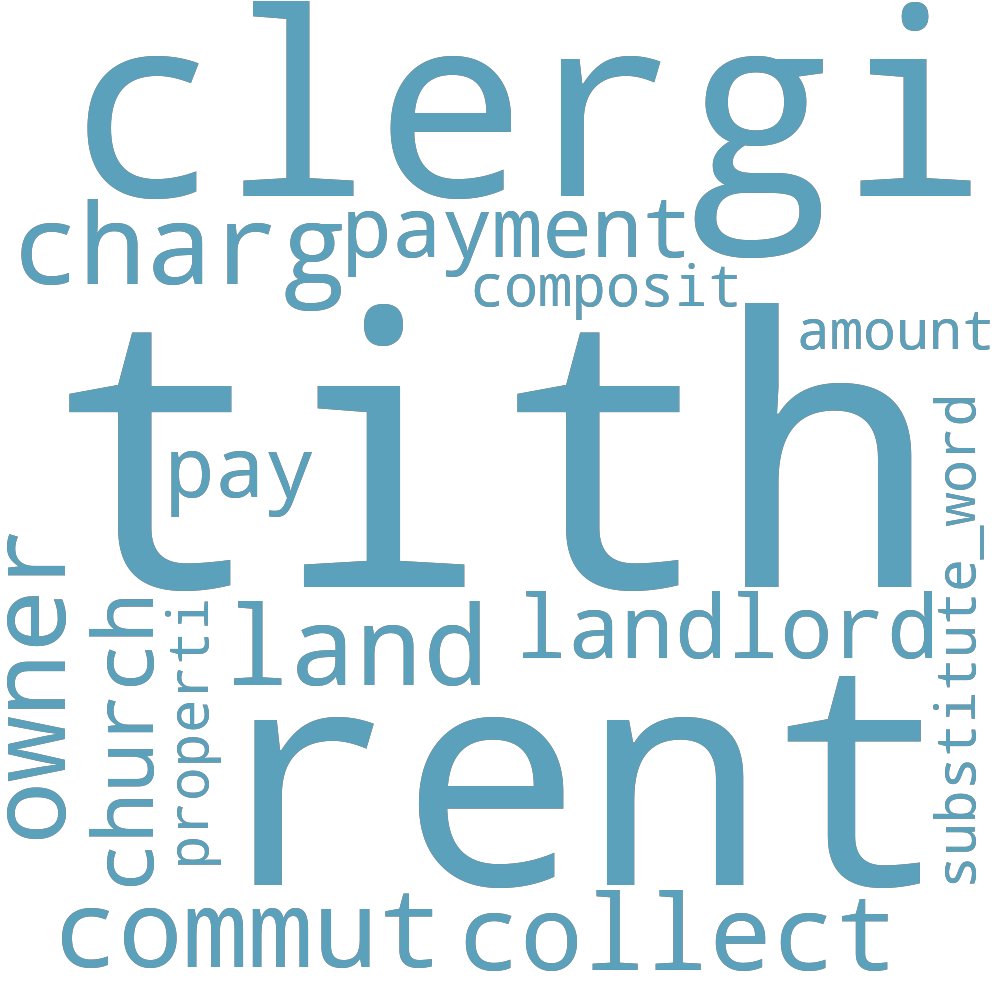 clergi
charg
payment
composit
amount
tith
pay
substitute_word
owner
church
properti
land
landlord
rent
commut
collect